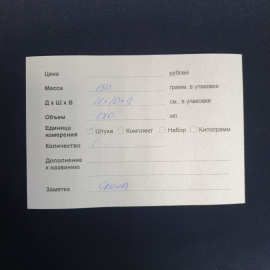 Цена рублей
Масса 150 грамм, в упаковке
Д х Ш х В см., в упаковке
Объем 170 мл.
Единица измерения Штука Комплект Набор Килограмм
Количество 1
Дополнение
к названию
Заметка